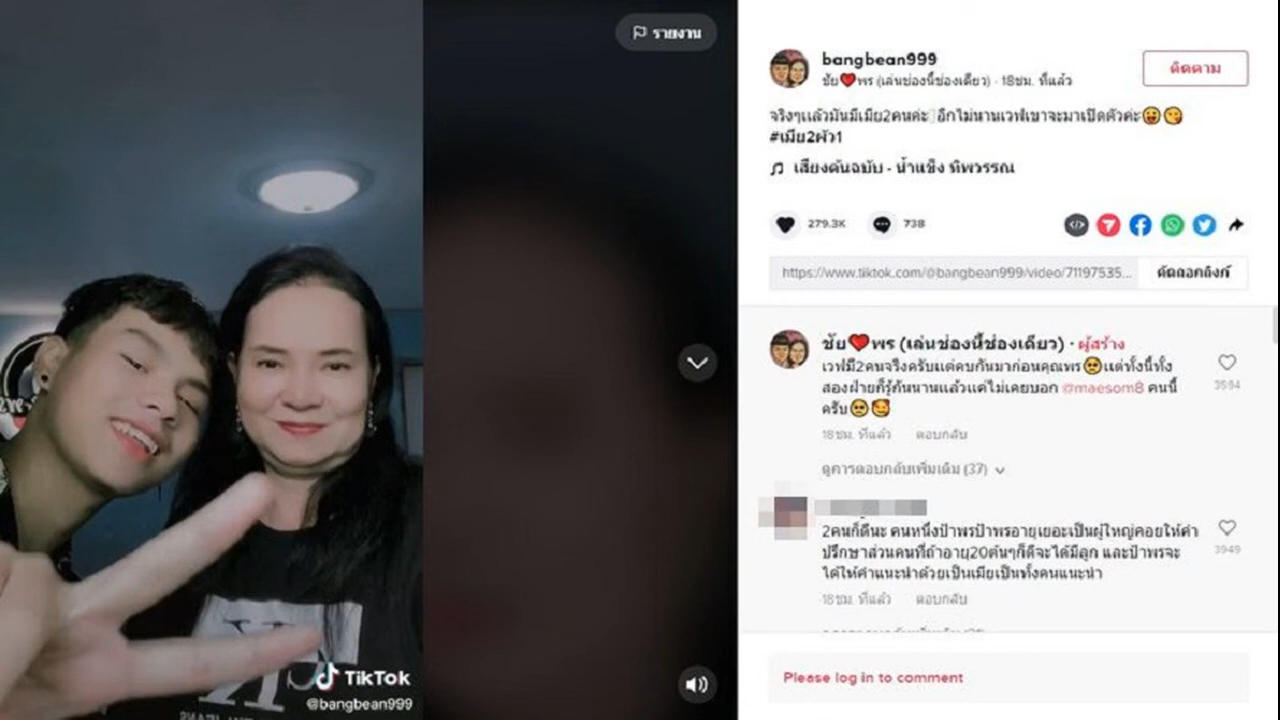 รายงาน
TikTok
@bangbean999
bangbean999
ชัย❤️พร (เล่นช่องนี้ช่องเดียว) · 18ชม. ที่แล้ว
ติดตาม
จริงๆแล้วมันมีเมีย2คนค่ะ อีกไม่นานเวฟเขาจะมาเปิดตัวค่ะ😛😋
#เมีย2ผัว1
♫ เสียงต้นฉบับ - น้ำแข็ง ทิพวรรณ
279.3K
738
https://www.tiktok.com/@bangbean999/video/71197535...
คัดลอกลิงก์
ชัย❤️พร (เล่นช่องนี้ช่องเดียว) · ผู้สร้าง
เวฟมี2คนจริงครับแต่คบกันมาก่อนคุณพร🥺แต่ทั้งนี้ทั้ง
สองฝ่ายก็รู้กันนานแล้วแค่ไม่เคยบอก @maesom8 คนนี้
ครับ🥺🥰
3594
18ชม. ที่แล้ว ตอบกลับ
ดูการตอบกลับเพิ่มเติม (37)
2คนก็ดีนะ คนหนึ่งป้าพรป้าพรอายุเยอะเป็นผู้ใหญ่คอยให้คำ
ปรึกษาส่วนคนที่ถ้าอายุ20ต้นๆก็ดีจะได้มีลูก และป้าพรจะ
ได้ให้คำแนะนำด้วยเป็นเมียเป็นทั้งคนแนะนำ
3949
18ชม. ที่แล้ว ตอบกลับ
Please log in to comment